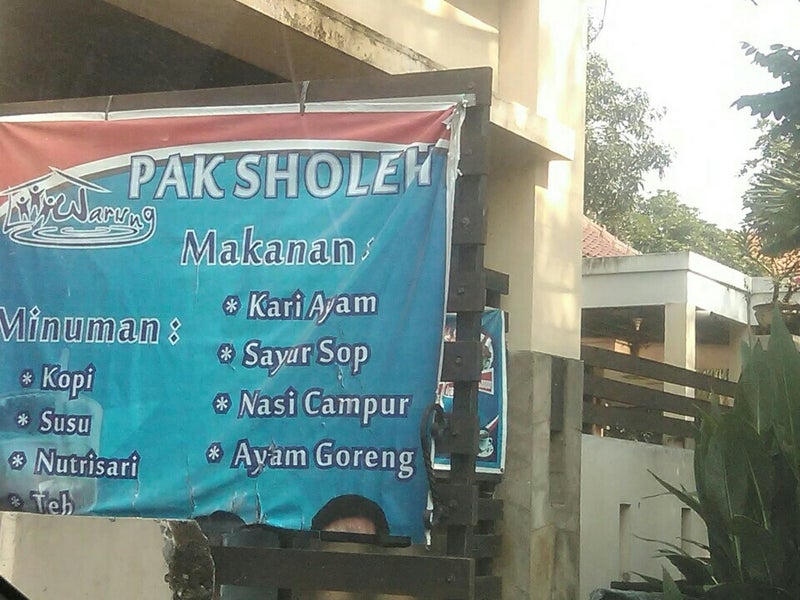 PAK SHOLEH
Warung
Makanan :
* Kari Ayam
* Sayur Sop
* Nasi Campur
* Ayam Goreng
Minuman :
* Kopi
* Susu
* Nutrisari
* Teh